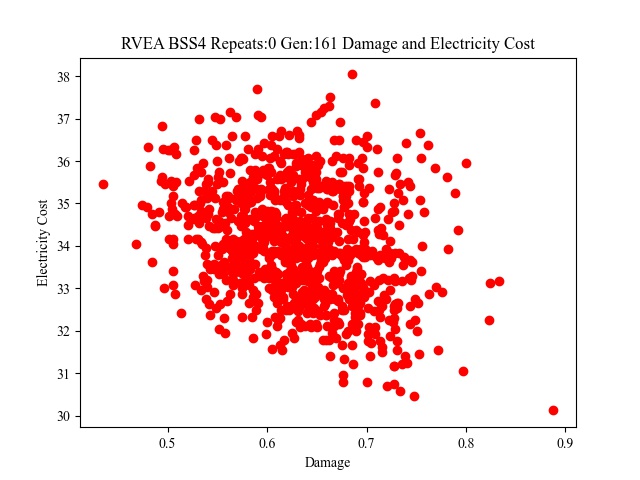 RVEA BSS4 Repeats:0 Gen:161 Damage and Electricity Cost
38
37
36
35
34
33
32
31
30
Electricity Cost
0.5 0.6 0.7 0.8 0.9
Damage